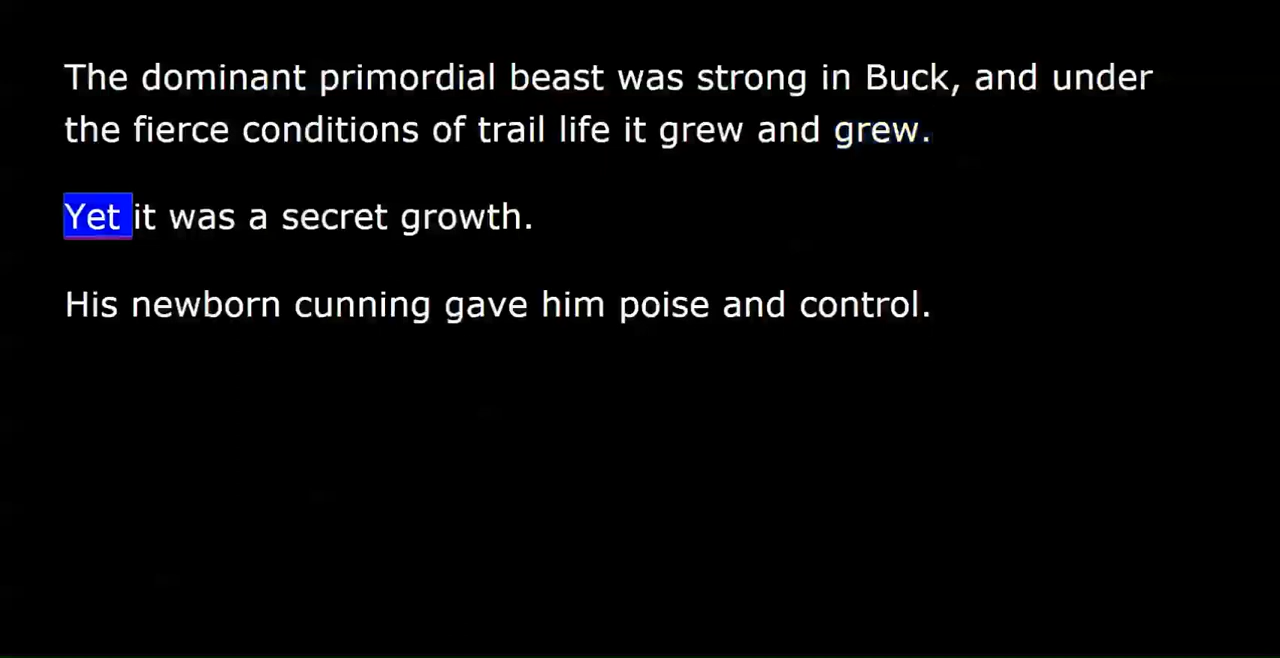 The dominant primordial beast was strong in Buck, and under
the fierce conditions of trail life it grew and grew.
Yet it was a secret growth.
His newborn cunning gave him poise and control.